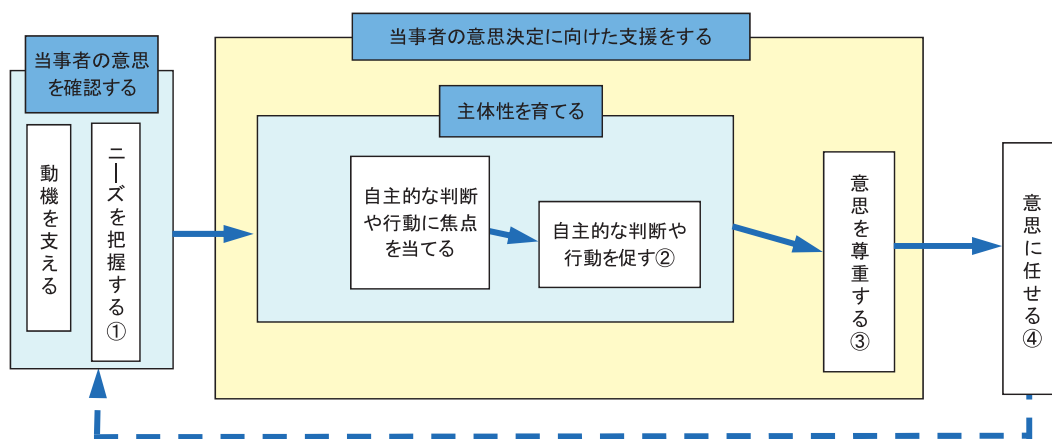 当事者の意思
を確認する
動機を支える
ニーズを把握する①
当事者の意思決定に向けた支援をする
主体性を育てる
自主的な判断
や行動に焦点
を当てる
自主的な判断や
行動を促す②
意思を尊重する③
意思に任せる④